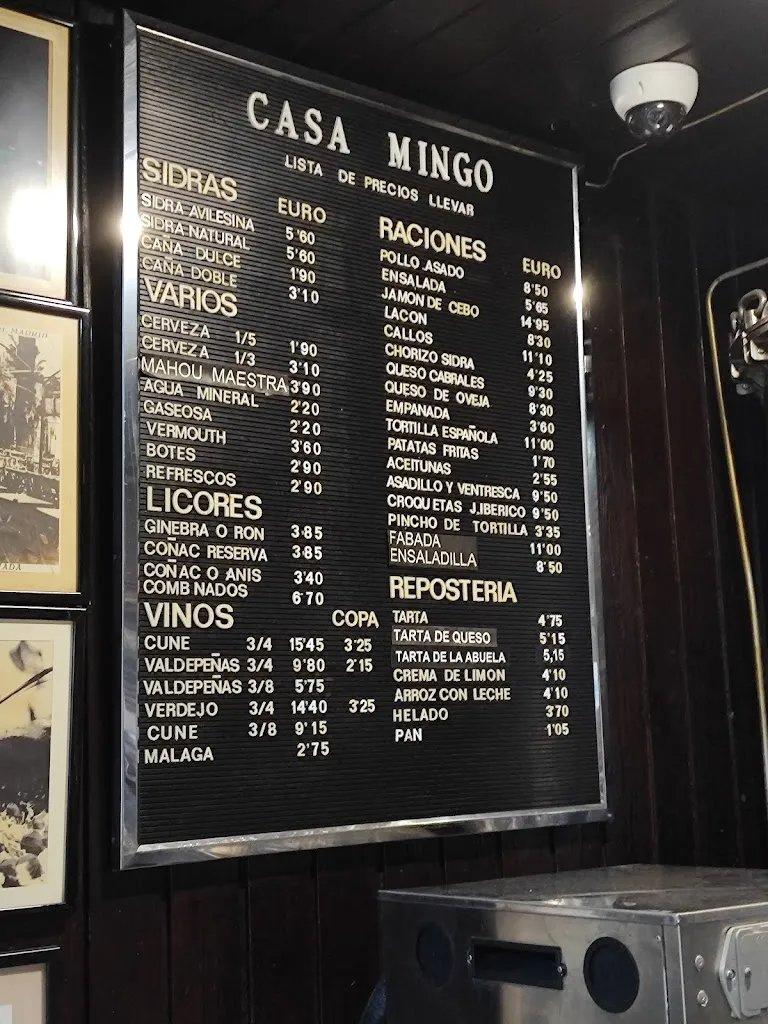 CASA MINGO
LISTA DE PRECIOS LLEVAR
SIDRAS EURO
SIDRA AVILESINA 5'60
SIDRA NATURAL 5'60
CAÑA DULCE 1'90
CAÑA DOBLE 3'10
VARIOS
CERVEZA 1/5 1'90
CERVEZA 1/3 3'10
MAHOU MAESTRA 3'90
AGUA MINERAL 2'20
GASEOSA 2'20
VERMOUTH 3'60
BOTES 2'90
REFRESCOS 2'90
LICORES
GINEBRA O RON 3'85
COÑAC RESERVA 3'85
COÑAC O ANIS 3'40
COMB NADOS 6'70
VINOS COPA
CUNE 3/4 15'45 3'25
VALDEPEÑAS 3/4 9'80 2'15
VALDEPEÑAS 3/8 5'75
VERDEJO 3/4 14'40 3'25
CUNE 3/8 9'15
MALAGA 2'75
RACIONES EURO
POLLO ASADO 8'50
ENSALADA 5'65
JAMON DE CEBO 14'95
LACON 8'30
CALLOS 11'10
CHORIZO SIDRA 4'25
QUESO CABRALES 9'30
QUESO DE OVEJA 8'30
EMPANADA 3'60
TORTILLA ESPAÑOLA 11'00
PATATAS FRITAS 1'70
ACEITUNAS 2'55
ASADILLO Y VENTRESCA 9'50
CROQUETAS J.IBERICO 9'50
PINCHO DE TORTILLA 3'35
FABADA 11'00
ENSALADILLA 8'50
REPOSTERIA
TARTA 4'75
TARTA DE QUESO 5'15
TARTA DE LA ABUELA 5,15
CREMA DE LIMON 4'10
ARROZ CON LECHE 4'10
HELADO 3'70
PAN 1'05
MADRID